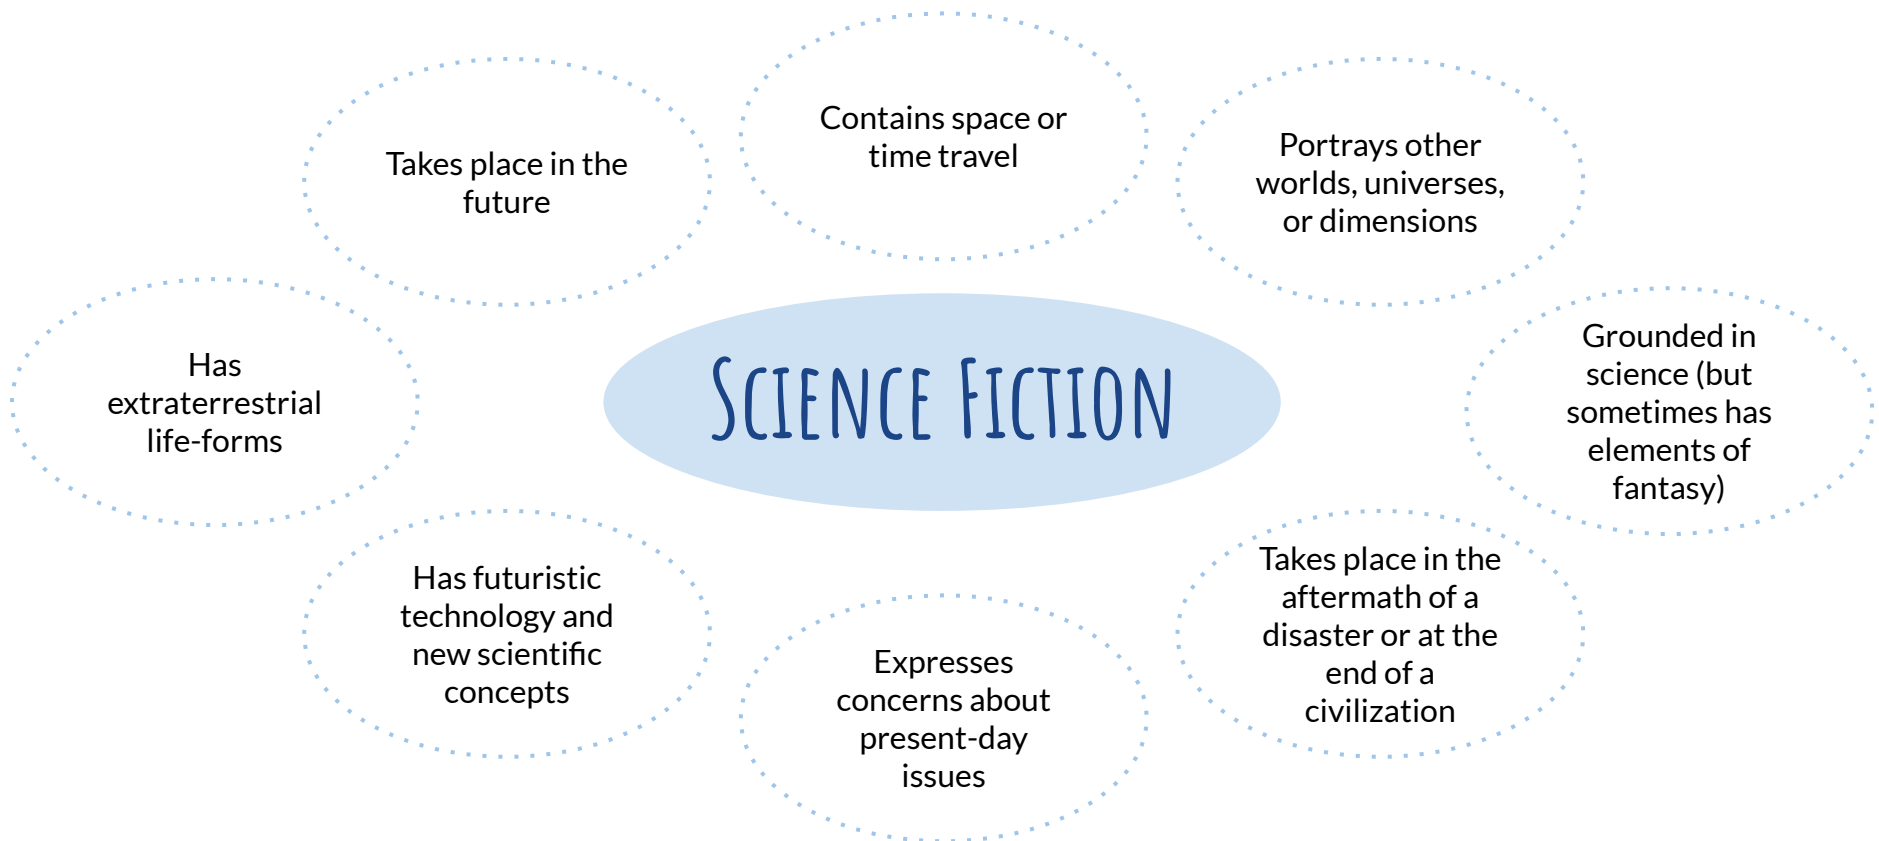 Contains space or
time travel
Takes place in the
future
Portrays other
worlds, universes,
or dimensions
Has
extraterrestrial
life-forms
SCIENCE FICTION
Grounded in
science (but
sometimes has
elements of
fantasy)
Has futuristic
technology and
new scientific
concepts
Expresses
concerns about
present-day
issues
Takes place in the
aftermath of a
disaster or at the
end of a
civilization